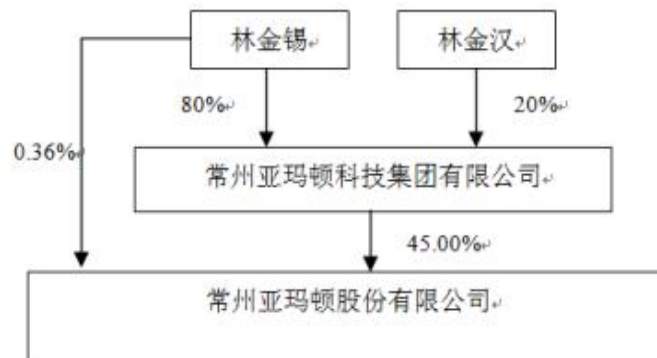 林金锡
林金汉
80%
20%
0.36%
常州亚玛顿科技集团有限公司
45.00%
常州亚玛顿股份有限公司